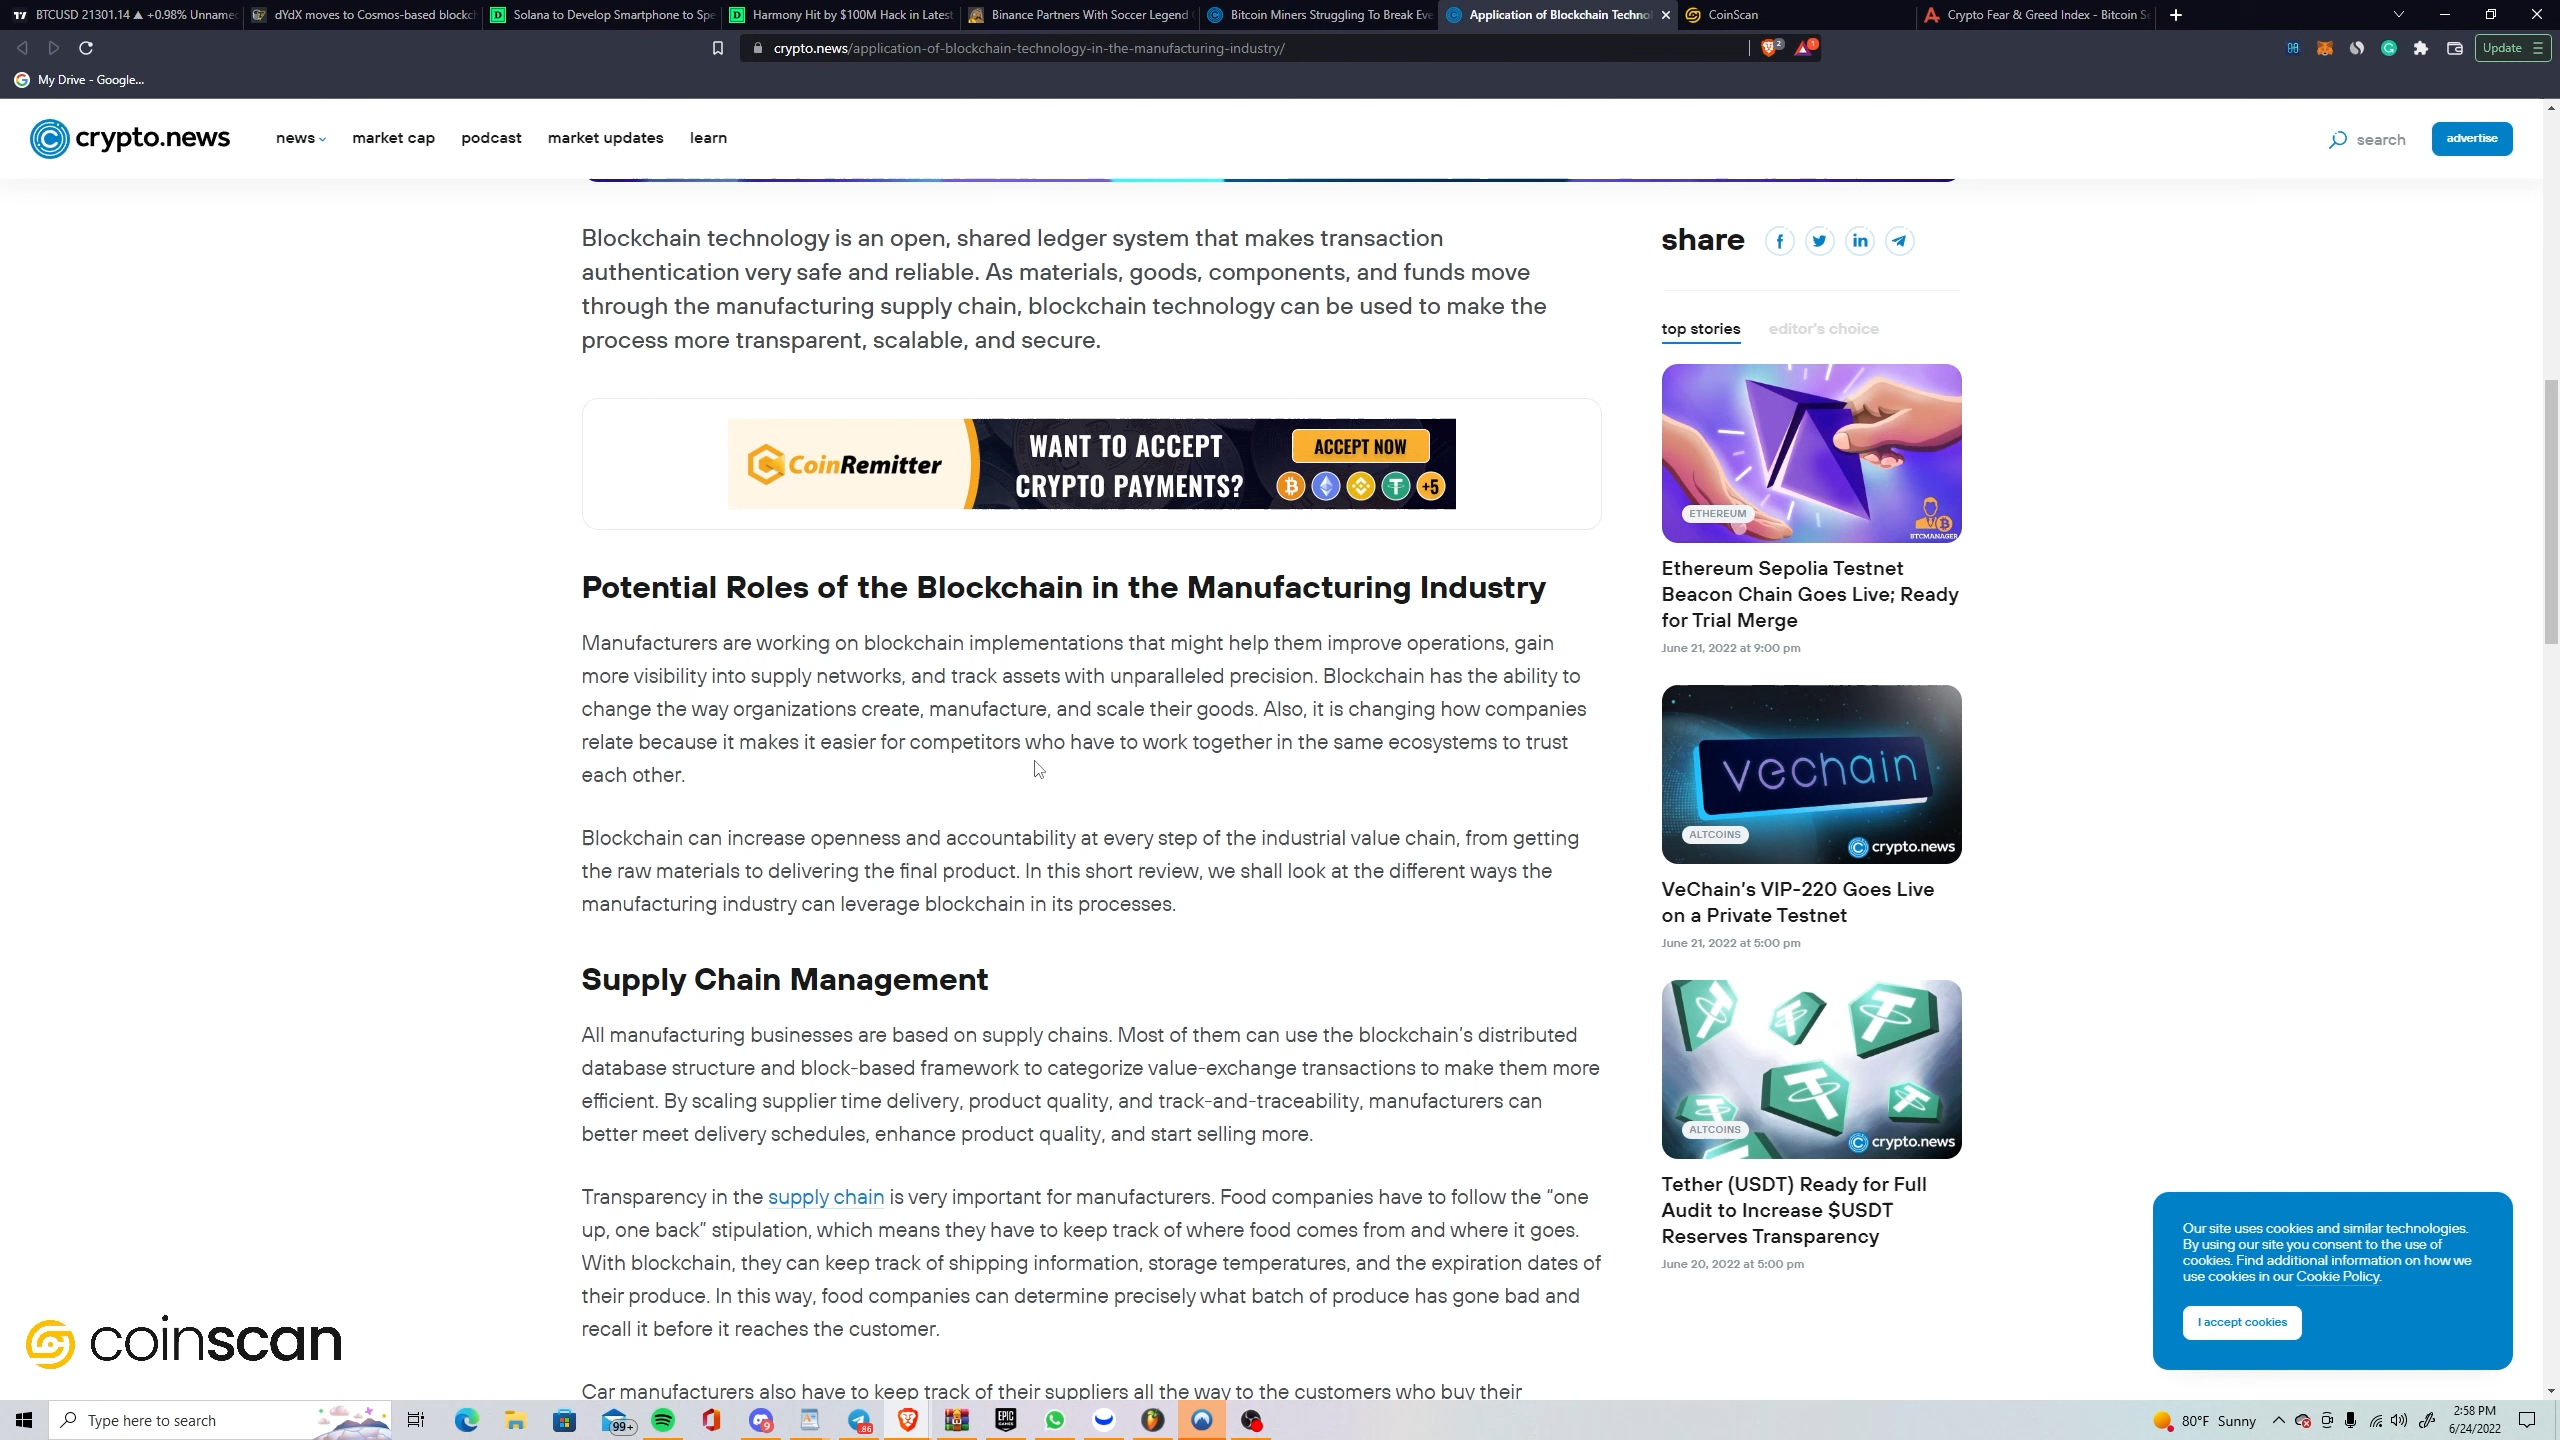 BTCUSD 21301.14 ▲ +0.98% Unname
dYdX moves to Cosmos-based blockch
Solana to Develop Smartphone to Spe
Harmony Hit by $100M Hack in Latest
Binance Partners With Soccer Legend
Bitcoin Miners Struggling To Break Eve
Application of Blockchain Technol
CoinScan
Crypto Fear & Greed Index - Bitcoin Se
crypto.news/application-of-blockchain-technology-in-the-manufacturing-industry/
2
1
Update
My Drive - Google...
crypto.news
news
market cap
podcast
market updates
learn
search
advertise
Blockchain technology is an open, shared ledger system that makes transaction
authentication very safe and reliable. As materials, goods, components, and funds move
through the manufacturing supply chain, blockchain technology can be used to make the
process more transparent, scalable, and secure.
CoinRemitter
WANT TO ACCEPT
CRYPTO PAYMENTS?
ACCEPT NOW
+5
Potential Roles of the Blockchain in the Manufacturing Industry
Manufacturers are working on blockchain implementations that might help them improve operations, gain
more visibility into supply networks, and track assets with unparalleled precision. Blockchain has the ability to
change the way organizations create, manufacture, and scale their goods. Also, it is changing how companies
relate because it makes it easier for competitors who have to work together in the same ecosystems to trust
each other.
Blockchain can increase openness and accountability at every step of the industrial value chain, from getting
the raw materials to delivering the final product. In this short review, we shall look at the different ways the
manufacturing industry can leverage blockchain in its processes.
Supply Chain Management
All manufacturing businesses are based on supply chains. Most of them can use the blockchain's distributed
database structure and block-based framework to categorize value-exchange transactions to make them more
efficient. By scaling supplier time delivery, product quality, and track-and-traceability, manufacturers can
better meet delivery schedules, enhance product quality, and start selling more.
Transparency in the supply chain is very important for manufacturers. Food companies have to follow the “one
up, one back” stipulation, which means they have to keep track of where food comes from and where it goes.
With blockchain, they can keep track of shipping information, storage temperatures, and the expiration dates of
their produce. In this way, food companies can determine precisely what batch of produce has gone bad and
recall it before it reaches the customer.
Car manufacturers also have to keep track of their suppliers all the way to the customers who buy their
share
top stories
editor's choice
ETHEREUM
BTCMANAGER
Ethereum Sepolia Testnet
Beacon Chain Goes Live; Ready
for Trial Merge
June 21, 2022 at 9:00 pm
vechain
ALTCOINS
crypto.news
VeChain's VIP-220 Goes Live
on a Private Testnet
June 21, 2022 at 5:00 pm
ALTCOINS
crypto.news
Tether (USDT) Ready for Full
Audit to Increase $USDT
Reserves Transparency
June 20, 2022 at 5:00 pm
Our site uses cookies and similar technologies.
By using our site you consent to the use of
cookies. Find additional information on how we
use cookies in our Cookie Policy.
I accept cookies
coinscan
Type here to search
99+
9
86
EPIC
GAMES
80°F Sunny
2:58 PM
6/24/2022